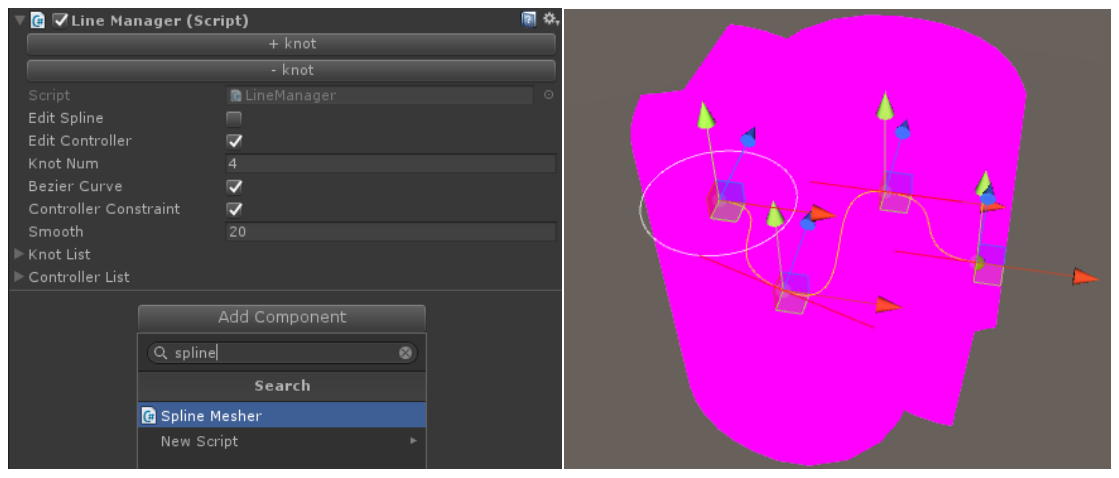 Line Manager (Script)
+ knot
- knot
Script LineManager
Edit Spline
Edit Controller
Knot Num 4
Bezier Curve
Controller Constraint
Smooth 20
Knot List
Controller List
Add Component
spline
Search
Spline Mesher
New Script